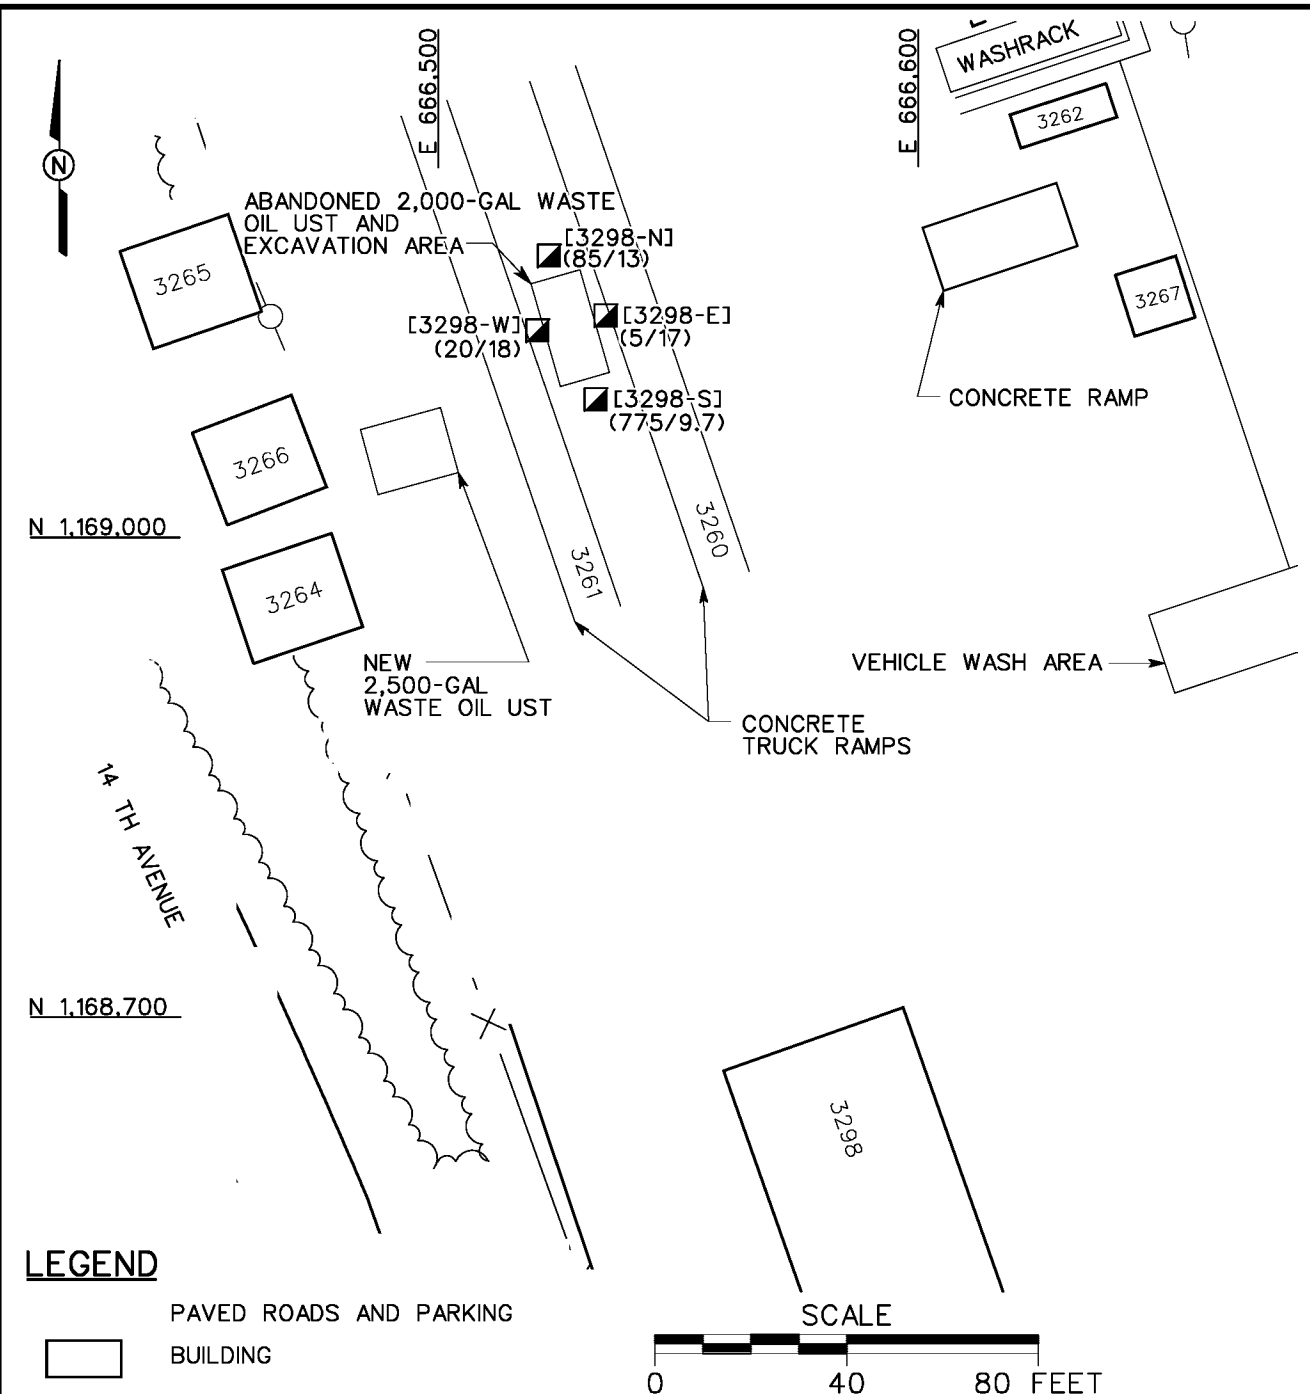 E 666,500
E 666,600
WASHRACK
3262
N
ABANDONED 2,000-GAL WASTE
OIL UST AND
EXCAVATION AREA
[3298-N]
(85/13)
3265
3267
[3298-W]
(20/18)
[3298-E]
(5/17)
[3298-S]
(775/9.7)
CONCRETE RAMP
3266
N 1,169,000
3260
3261
3264
NEW
2,500-GAL
WASTE OIL UST
VEHICLE WASH AREA
CONCRETE
TRUCK RAMPS
14 TH AVENUE
N 1,168,700
3298
LEGEND
PAVED ROADS AND PARKING
BUILDING
SCALE
0 40 80 FEET